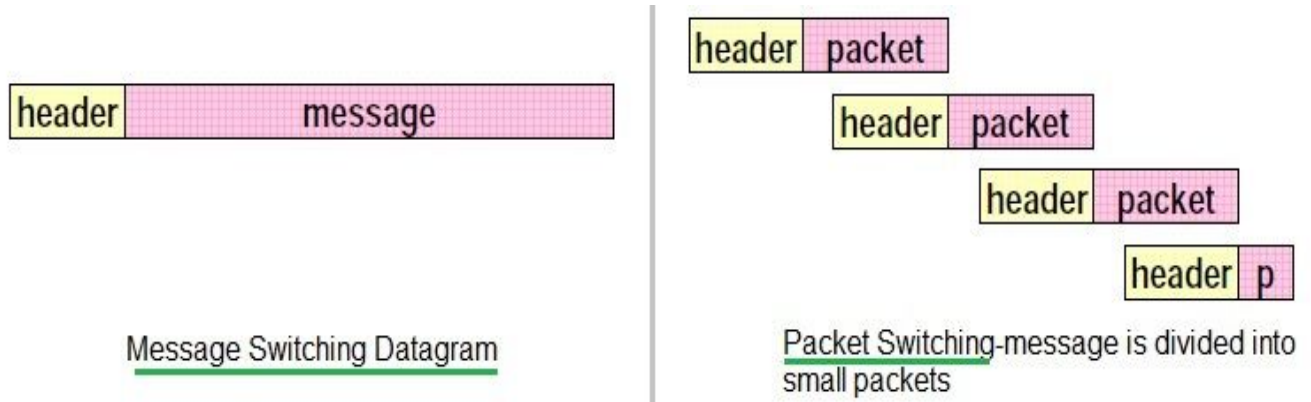 header message
Message Switching Datagram
header packet
header packet
header packet
header p
Packet Switching-message is divided into
small packets